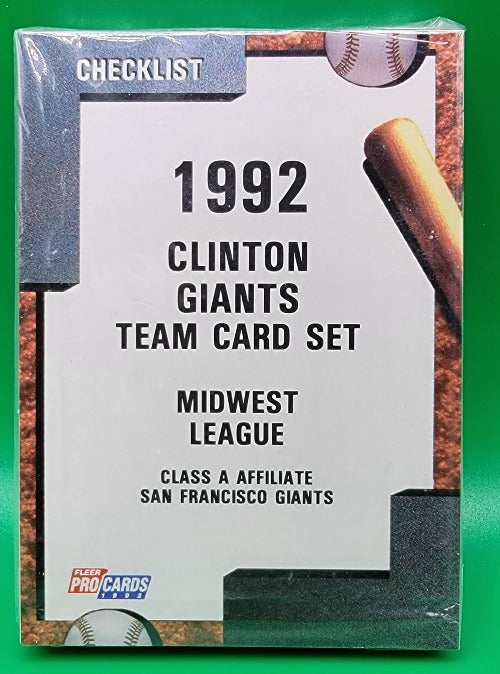 CHECKLIST
1992
CLINTON
GIANTS
TEAM CARD SET
MIDWEST
LEAGUE
CLASS A AFFILIATE
SAN FRANCISCO GIANTS
FLEER
PRO CARDS
1992